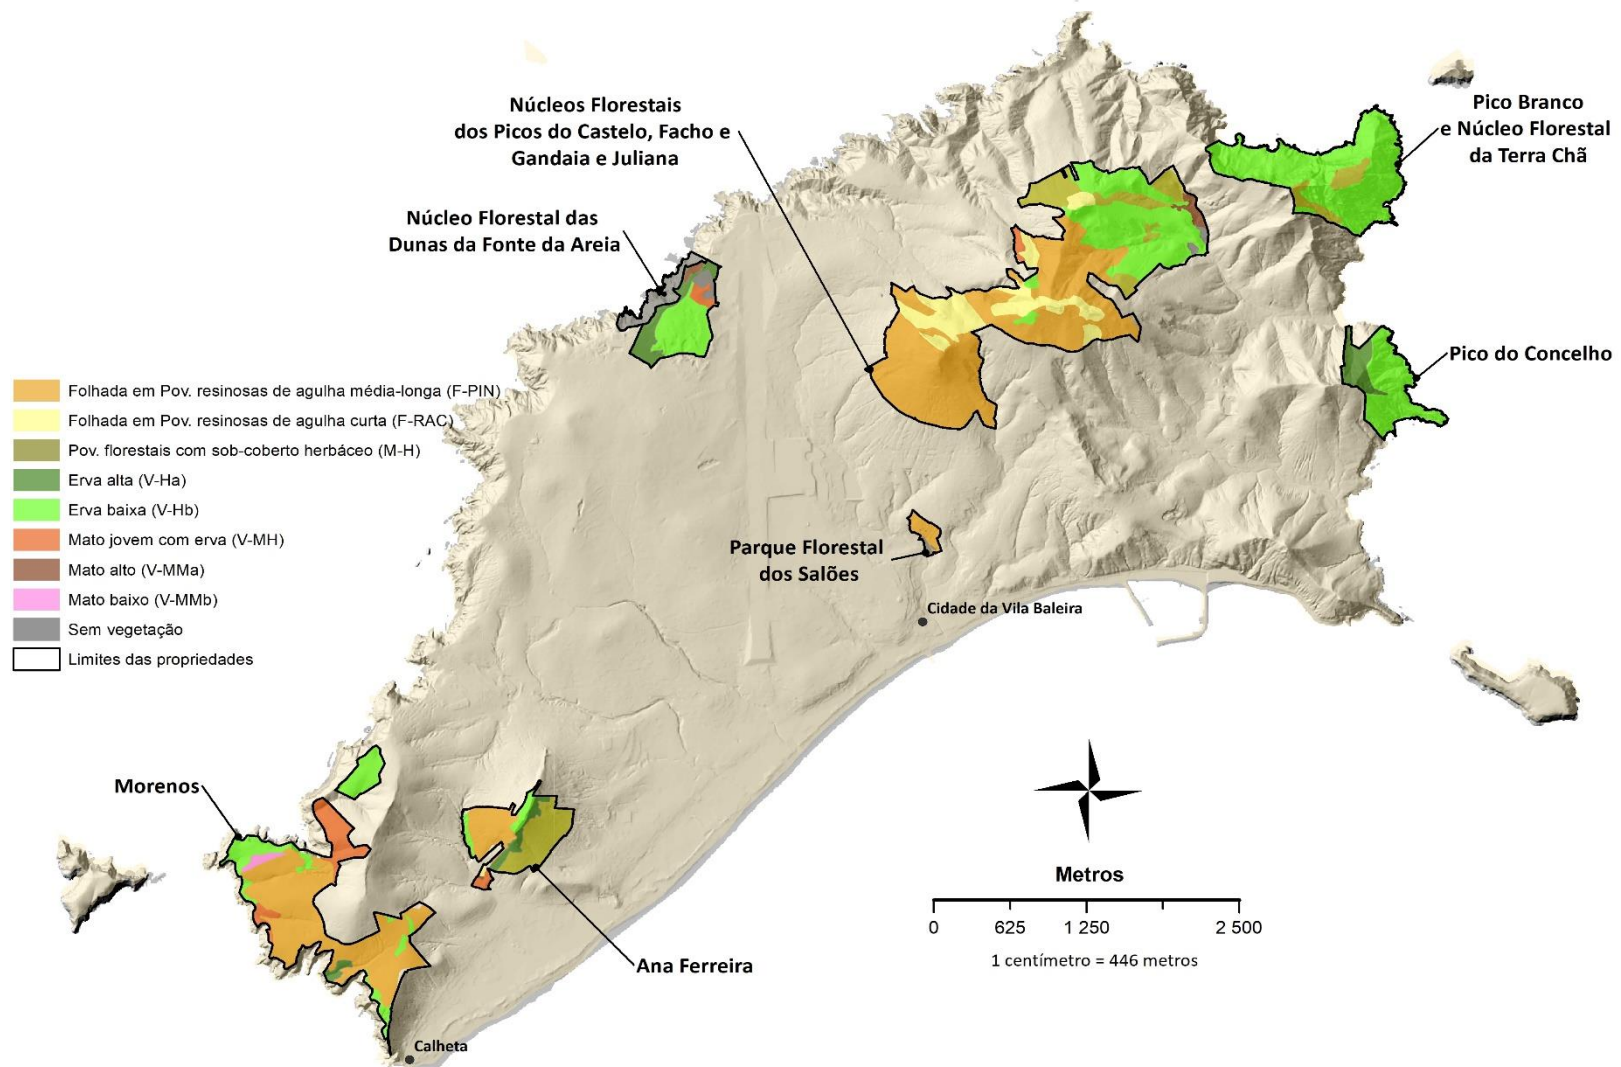 Núcleos Florestais
dos Picos do Castelo, Facho e
Gandaia e Juliana
Pico Branco
e Núcleo Florestal
da Terra Chã
Núcleo Florestal das
Dunas da Fonte da Areia
Pico do Concelho
Folhada em Pov. resinosas de agulha média-longa (F-PIN)
Folhada em Pov. resinosas de agulha curta (F-RAC)
Pov. florestais com sob-coberto herbáceo (M-H)
Erva alta (V-Ha)
Erva baixa (V-Hb)
Mato jovem com erva (V-MH)
Mato alto (V-MMa)
Mato baixo (V-MMb)
Sem vegetação
Limites das propriedades
Parque Florestal
dos Salões
Cidade da Vila Baleira
Morenos
Ana Ferreira
Calheta
Metros
0 625 1 250 2 500
1 centímetro = 446 metros